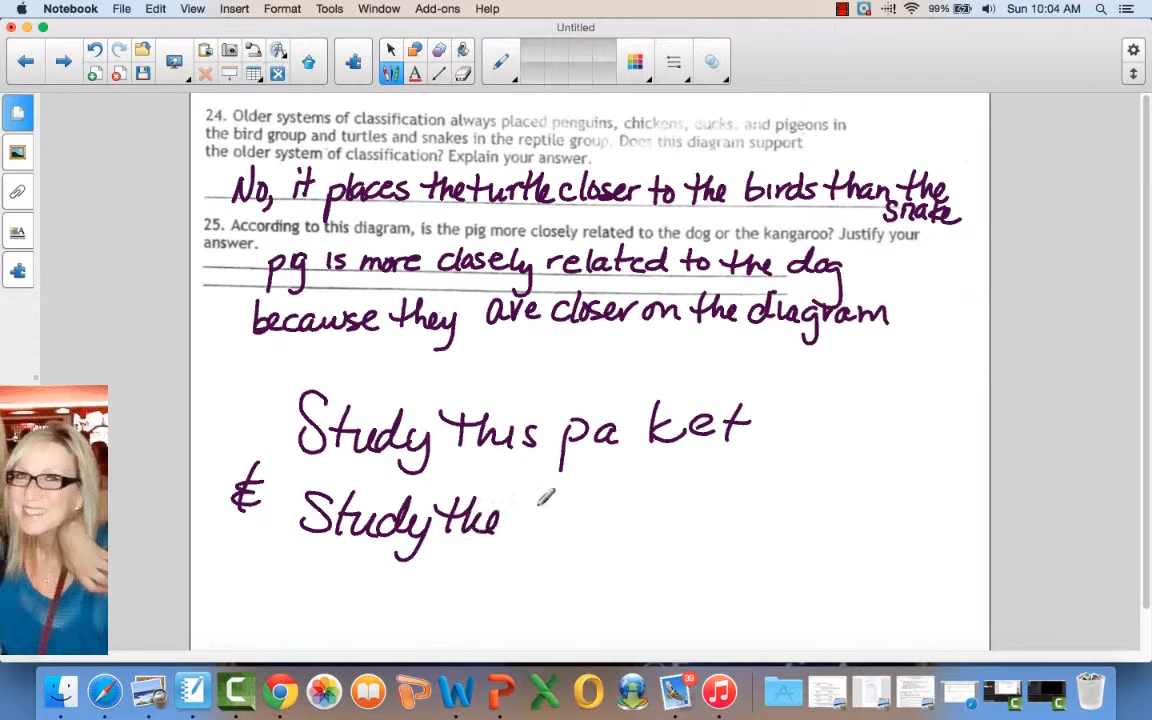 Notebook File Edit View Insert Format Tools Window Add-ons Help 99% Sun 10:04 AM
Untitled
24. Older systems of classification always placed penguins, chickens, ducks, and pigeons in
the bird group and turtles and snakes in the reptile group. Does this diagram support
the older system of classification? Explain your answer.
No, it places the turtle closer to the birds than the
snake
25. According to this diagram, is the pig more closely related to the dog or the kangaroo? Justify your
answer.
pg is more closely related to the dog
because they are closer on the diagram
Study this pa ket
& Study the
39